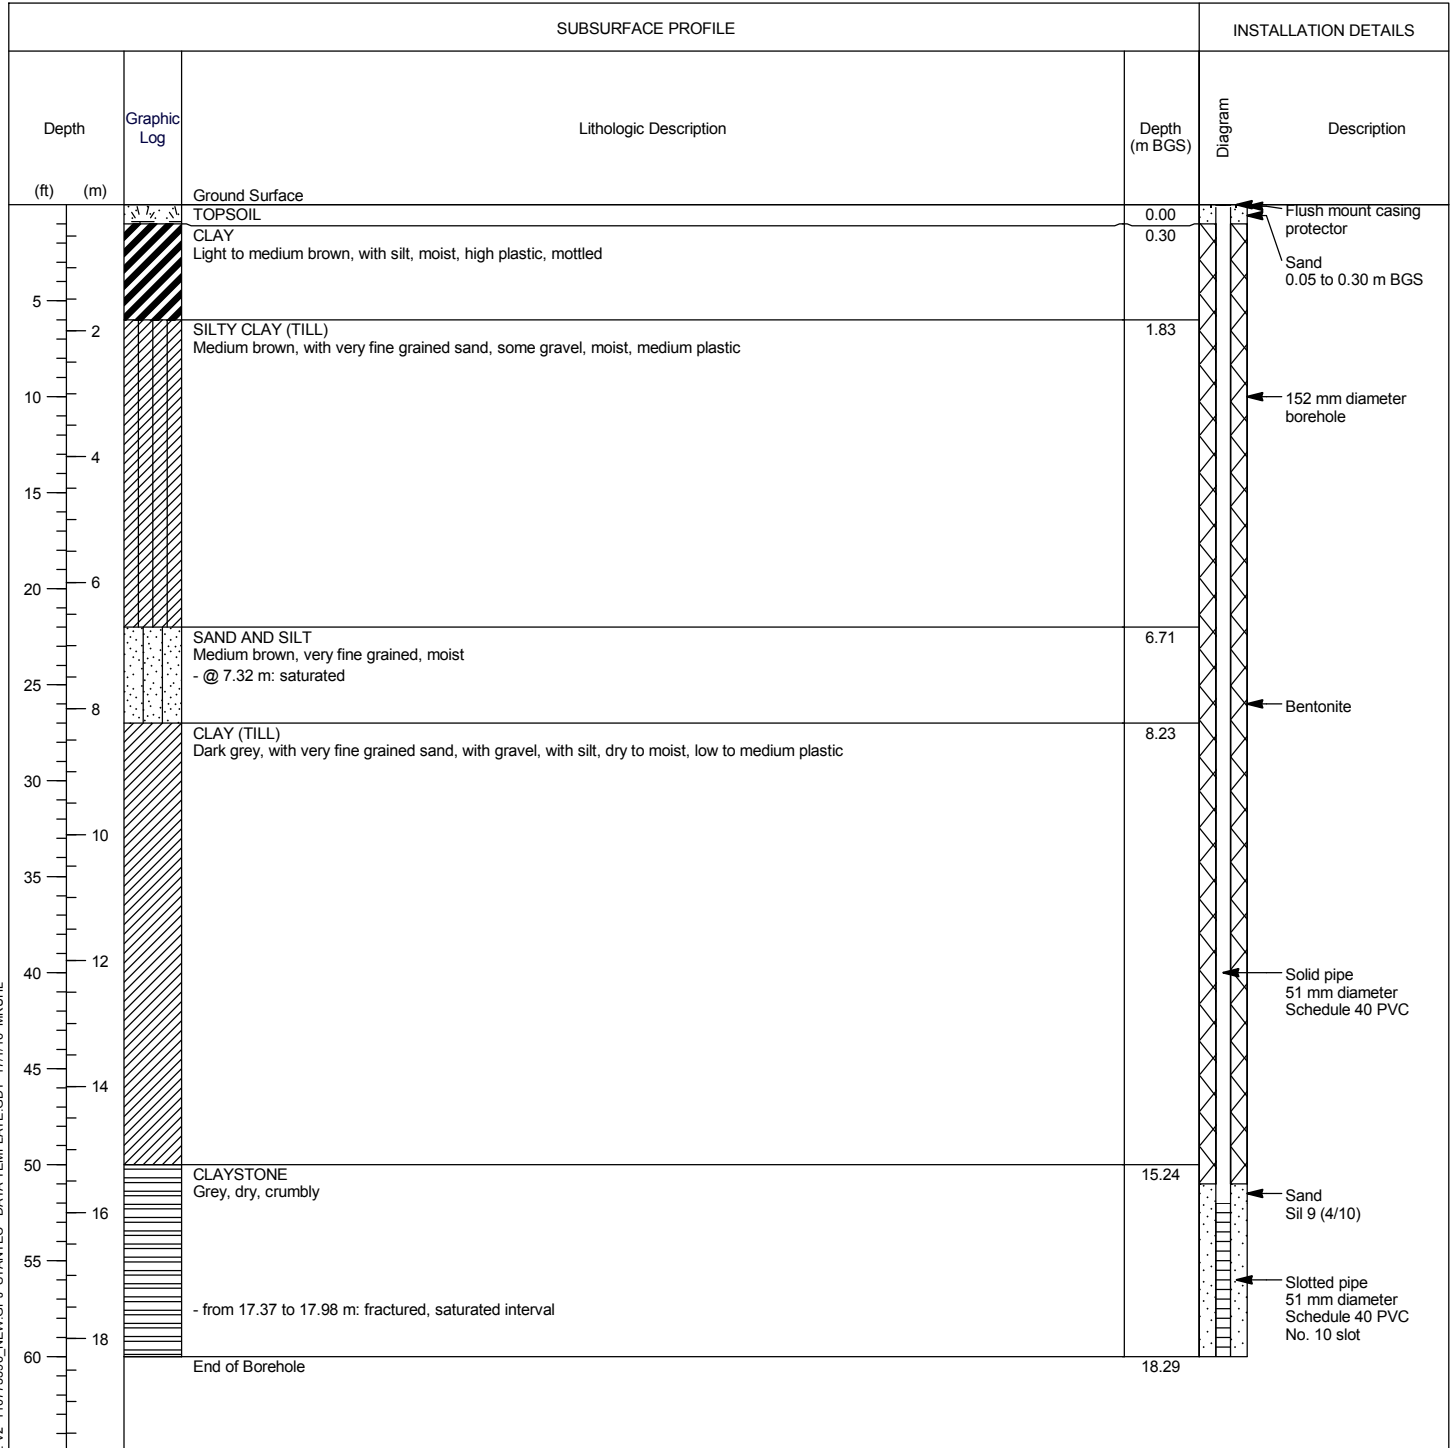 SUBSURFACE PROFILE
INSTALLATION DETAILS
Depth
Graphic
Log
Lithologic Description
Depth
(m BGS)
Diagram
Description
(ft) (m)
Ground Surface
TOPSOIL 0.00
CLAY 0.30
Light to medium brown, with silt, moist, high plastic, mottled
SILTY CLAY (TILL) 1.83
Medium brown, with very fine grained sand, some gravel, moist, medium plastic
SAND AND SILT 6.71
Medium brown, very fine grained, moist
- @ 7.32 m: saturated
CLAY (TILL) 8.23
Dark grey, with very fine grained sand, with gravel, with silt, dry to moist, low to medium plastic
CLAYSTONE 15.24
Grey, dry, crumbly
- from 17.37 to 17.98 m: fractured, saturated interval
End of Borehole 18.29
5
10
15
20
25
30
35
40
45
50
55
60
2
4
6
8
10
12
14
16
18
Flush mount casing
protector
Sand
0.05 to 0.30 m BGS
152 mm diameter
borehole
Bentonite
Solid pipe
51 mm diameter
Schedule 40 PVC
Sand
Sil 9 (4/10)
Slotted pipe
51 mm diameter
Schedule 40 PVC
No. 10 slot